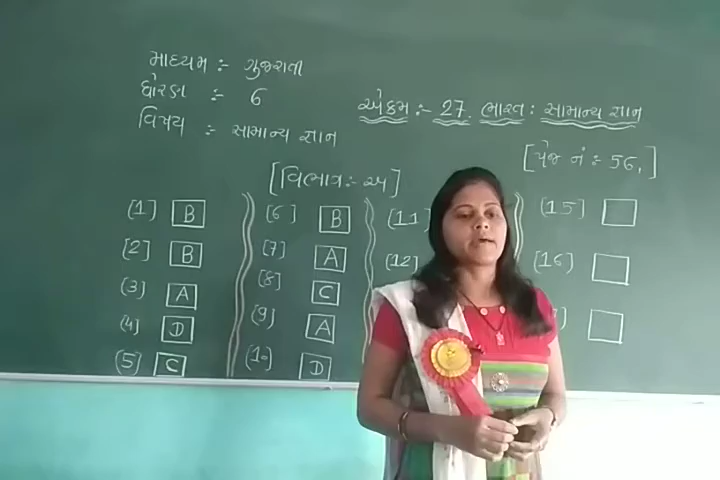 માધ્યમ :- ગુજરાતી
ધોરણ :- 6
વિષય :- સામાન્ય જ્ઞાન
એકમ :- 27. ભારત : સામાન્ય જ્ઞાન
[પેજ નં :- 56.]
[વિભાગ :- અ]
[1] B
[2] B
[3] A
[4] D
[5] C
[6] B
[7] A
[8] C
[9] A
[10] D
[11]
[12]
[15]
[16]